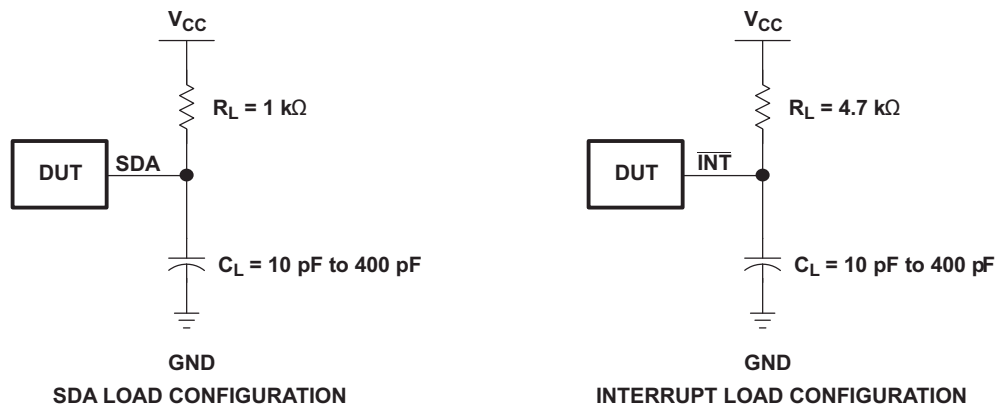 VCC
RL = 1 kΩ
DUT
SDA
CL = 10 pF to 400 pF
GND
SDA LOAD CONFIGURATION
VCC
RL = 4.7 kΩ
DUT
INT
CL = 10 pF to 400 pF
GND
INTERRUPT LOAD CONFIGURATION